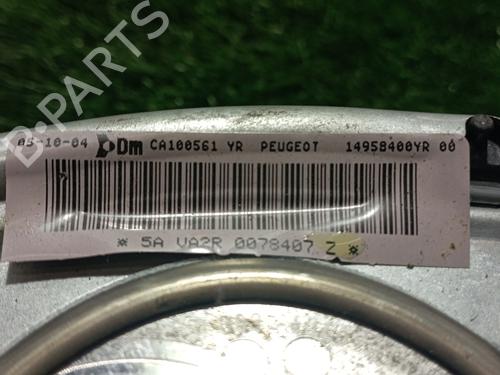 05-10-04 Dm CA100561 YR PEUGEOT 14958400YR 00
* 5A VA2R 0078407 Z *
B-PARTS